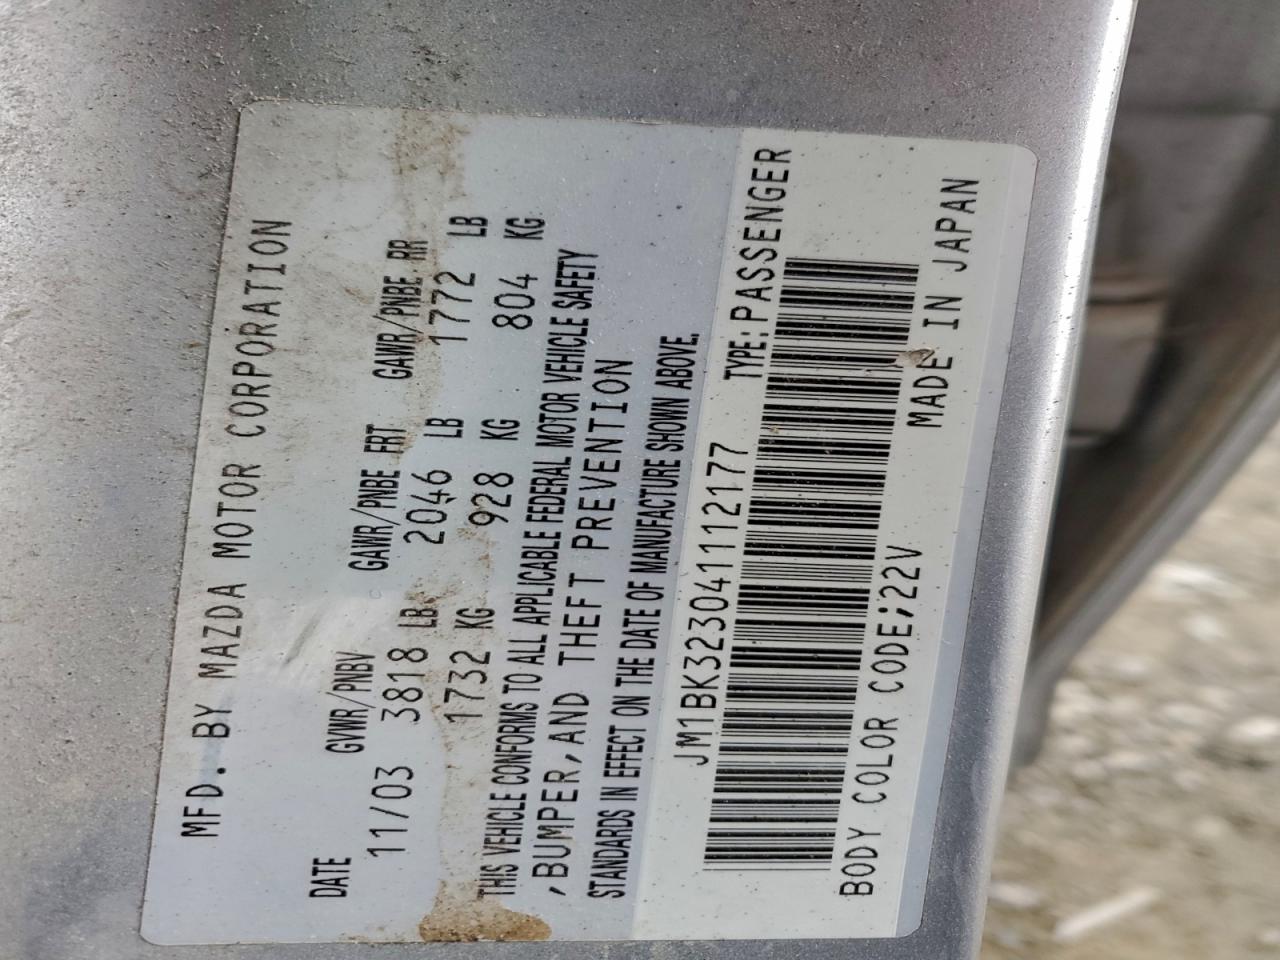 MFD. BY MAZDA MOTOR CORPORATION
DATE GVWR/PNBV GAWR/PNBE FRT GAWR/PNBE RR
11/03 3818 LB 2046 LB 1772 LB
1732 KG 928 KG 804 KG
THIS VEHICLE CONFORMS TO ALL APPLICABLE FEDERAL MOTOR VEHICLE SAFETY
,BUMPER,AND THEFT PREVENTION
STANDARDS IN EFFECT ON THE DATE OF MANUFACTURE SHOWN ABOVE.
JM1BK323041112177 TYPE:PASSENGER
BODY COLOR CODE;22V MADE IN JAPAN